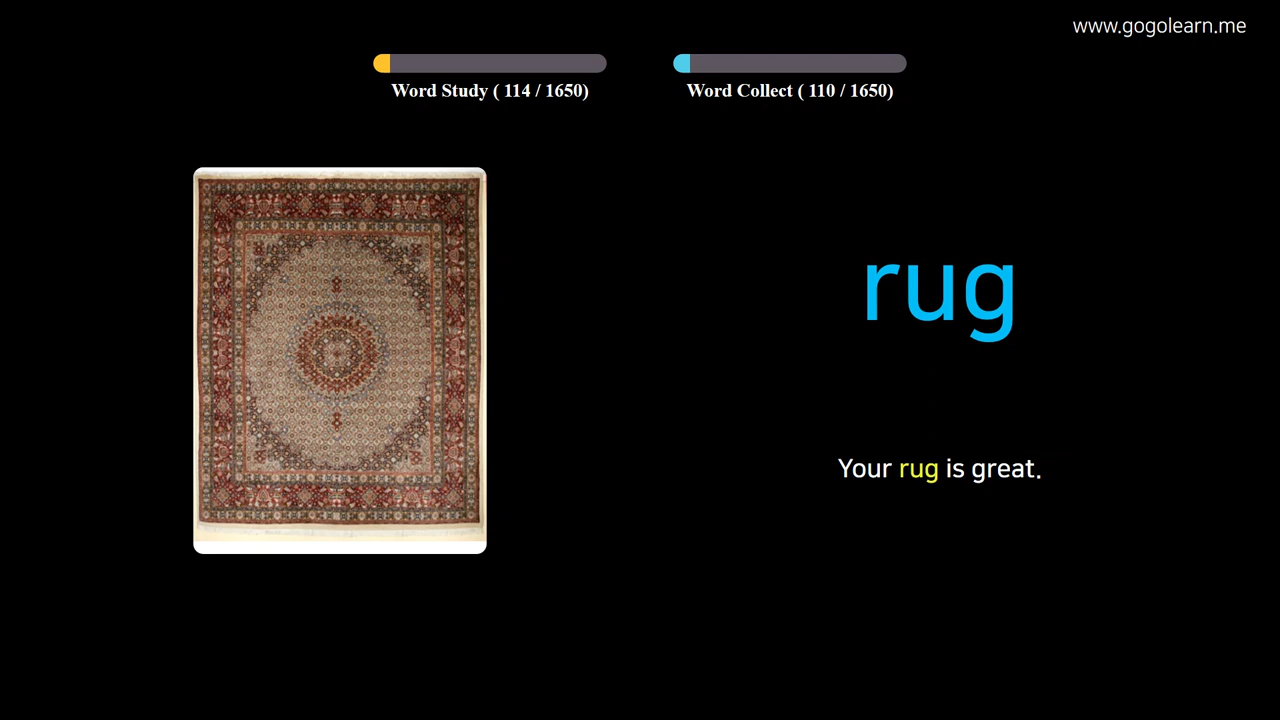 www.gogolearn.me
Word Study ( 114 / 1650)
Word Collect ( 110 / 1650)
rug
Your rug is great.